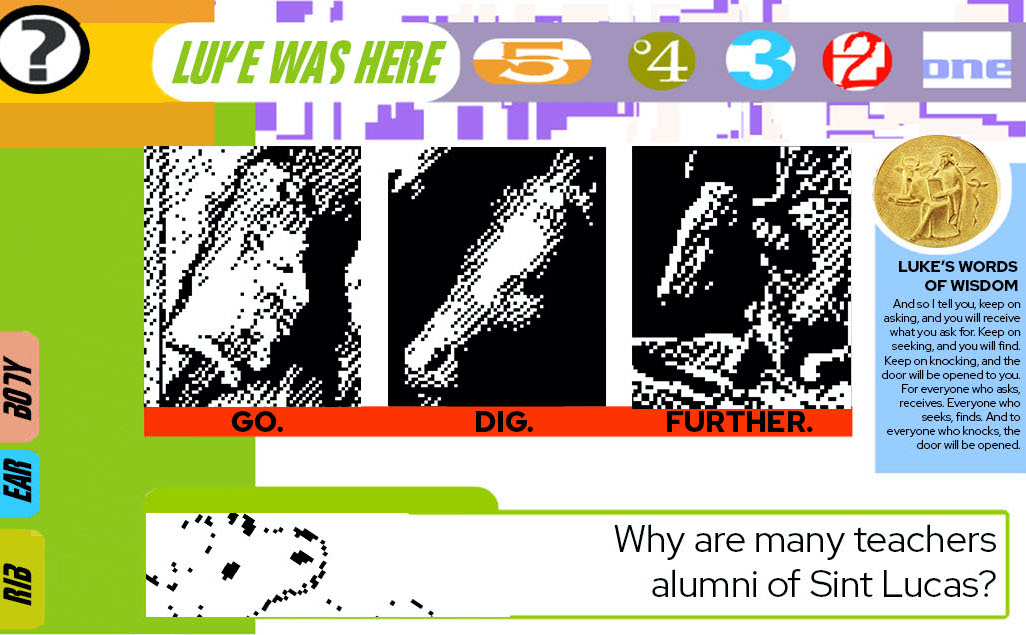 ?
LUKE WAS HERE
5
°4
3
2
one
GO.
DIG.
FURTHER.
LUKE'S WORDS
OF WISDOM
And so I tell you, keep on
asking, and you will receive
what you ask for. Keep on
seeking, and you will find.
Keep on knocking, and the
door will be opened to you.
For everyone who asks,
receives. Everyone who
seeks, finds. And to
everyone who knocks, the
door will be opened.
BODY
EAR
RIB
Why are many teachers
alumni of Sint Lucas?